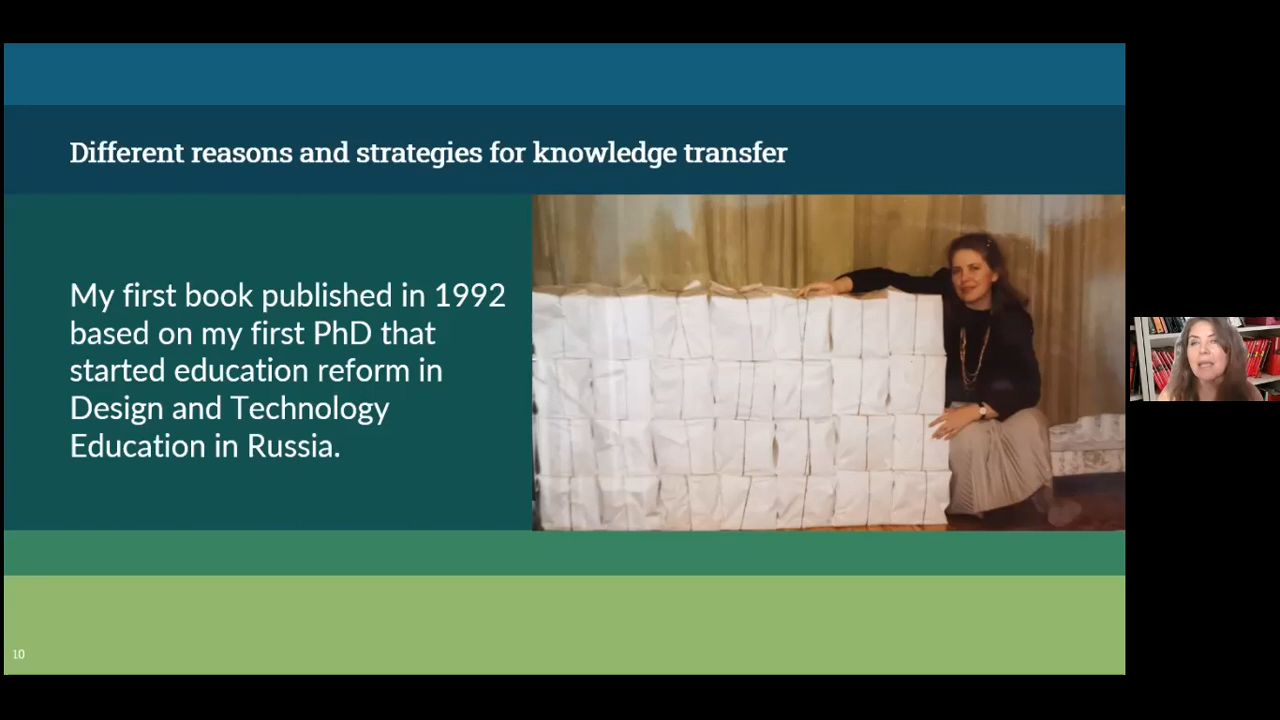 Different reasons and strategies for knowledge transfer
My first book published in 1992
based on my first PhD that
started education reform in
Design and Technology
Education in Russia.
10